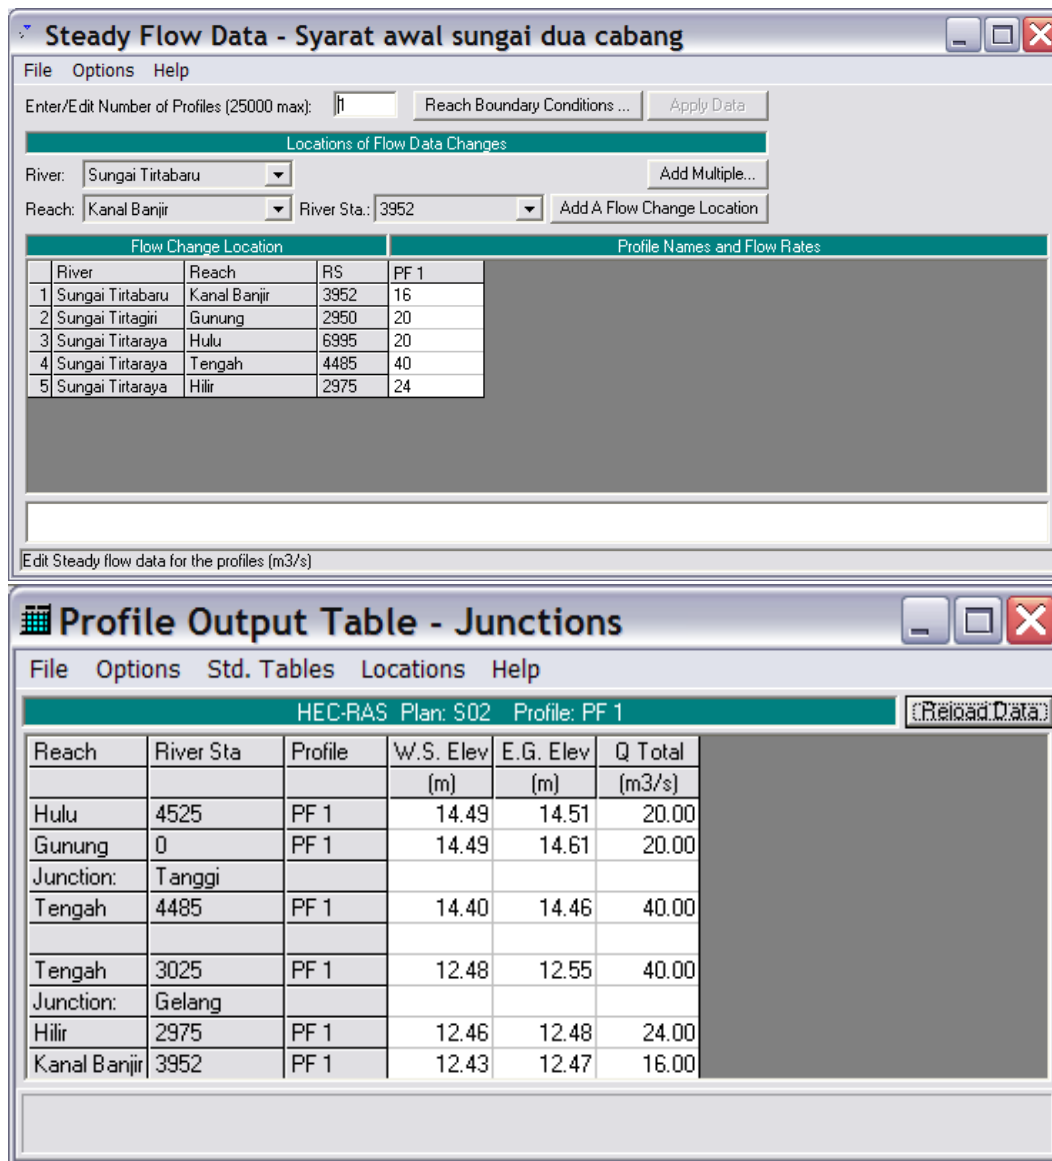 Steady Flow Data - Syarat awal sungai dua cabang
File Options Help
Enter/Edit Number of Profiles (25000 max): 1 Reach Boundary Conditions ... Apply Data
Locations of Flow Data Changes
River: Sungai Tirtabaru Add Multiple...
Reach: Kanal Banjir River Sta.: 3952 Add A Flow Change Location
Flow Change Location Profile Names and Flow Rates
River Reach RS PF 1
1 Sungai Tirtabaru Kanal Banjir 3952 16
2 Sungai Tirtagiri Gunung 2950 20
3 Sungai Tirtaraya Hulu 6995 20
4 Sungai Tirtaraya Tengah 4485 40
5 Sungai Tirtaraya Hilir 2975 24
Edit Steady flow data for the profiles (m3/s)
Profile Output Table - Junctions
File Options Std. Tables Locations Help
HEC-RAS Plan: S02 Profile: PF 1 Reload Data
Reach River Sta Profile W.S. Elev E.G. Elev Q Total
(m) (m) (m3/s)
Hulu 4525 PF 1 14.49 14.51 20.00
Gunung 0 PF 1 14.49 14.61 20.00
Junction: Tanggi
Tengah 4485 PF 1 14.40 14.46 40.00
Tengah 3025 PF 1 12.48 12.55 40.00
Junction: Gelang
Hilir 2975 PF 1 12.46 12.48 24.00
Kanal Banjir 3952 PF 1 12.43 12.47 16.00